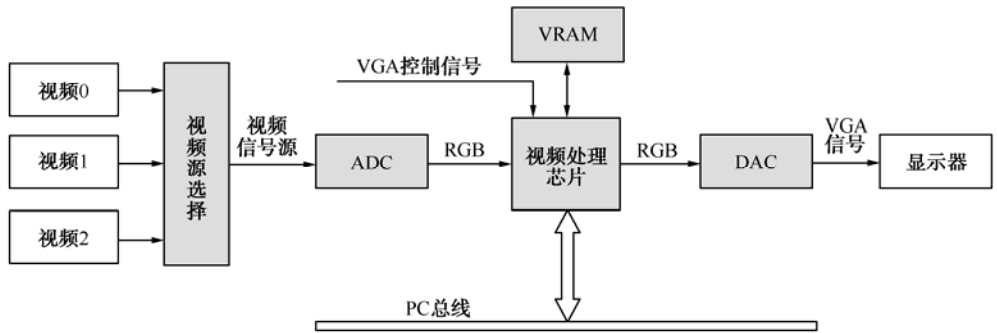 视频0
视频1
视频2
视频源选择
视频
信号源
ADC
RGB
VGA控制信号
VRAM
视频处理
芯片
RGB
DAC
VGA
信号
显示器
PC总线